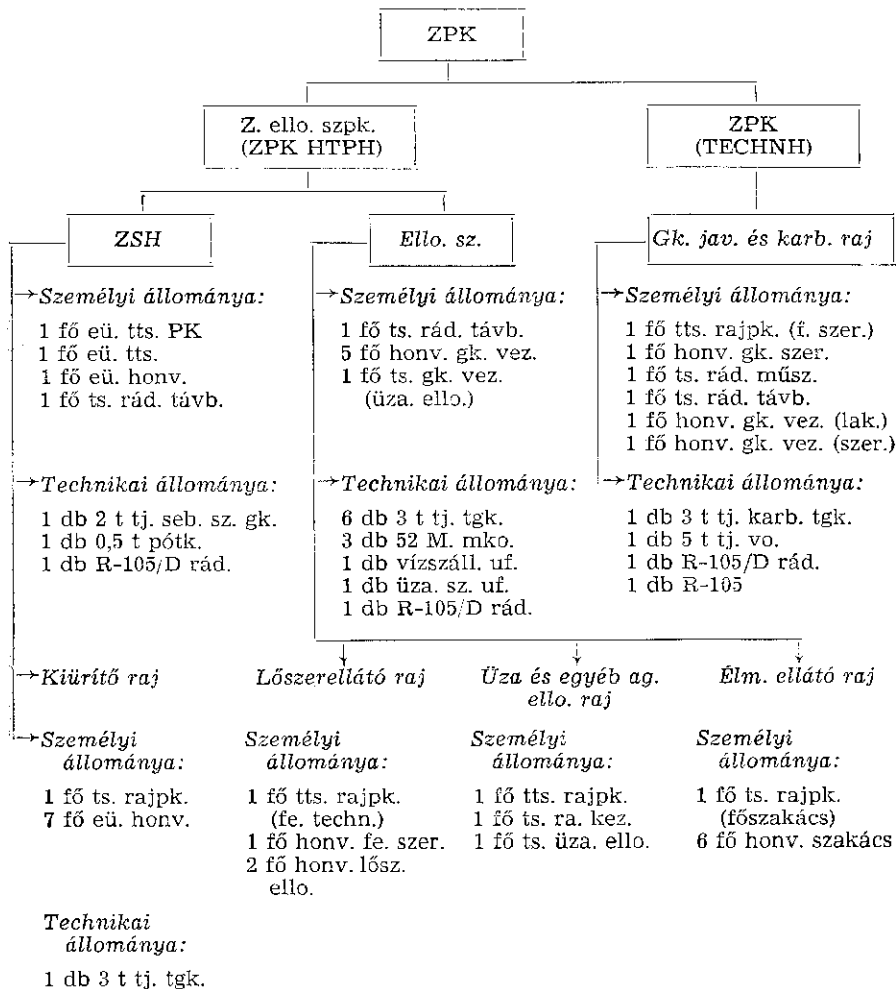 ZPK
Z. ello. szpk.
(ZPK HTPH)
ZPK
(TECHNH)
ZSH
Ello. sz.
Gk. jav. és karb. raj
Személyi állománya:
1 fő eü. tts. PK
1 fő eü. tts.
1 fő eü. honv.
1 fő ts. rád. távb.
Személyi állománya:
1 fő ts. rád. távb.
5 fő honv. gk. vez.
1 fő ts. gk. vez.
(üza. ello.)
Személyi állománya:
1 fő tts. rajpk. (f. szer.)
1 fő honv. gk. szer.
1 fő ts. rád. műsz.
1 fő ts. rád. távb.
1 fő honv. gk. vez. (lak.)
1 fő honv. gk. vez. (szer.)
Technikai állománya:
1 db 2 t tj. seb. sz. gk.
1 db 0,5 t pótk.
1 db R-105/D rád.
Technikai állománya:
6 db 3 t tj. tgk.
3 db 52 M. mko.
1 db vízszáll. uf.
1 db üza. sz. uf.
1 db R-105/D rád.
Technikai állománya:
1 db 3 t tj. karb. tgk.
1 db 5 t tj. vo.
1 db R-105/D rád.
1 db R-105
Kiürítő raj
Lőszerellátó raj
Üza és egyéb ag.
ello. raj
Élm. ellátó raj
Személyi
állománya:
1 fő ts. rajpk.
7 fő eü. honv.
Személyi
állománya:
1 fő tts. rajpk.
(fe. techn.)
1 fő honv. fe. szer.
2 fő honv. lősz.
ello.
Személyi
állománya:
1 fő tts. rajpk.
1 fő ts. ra. kez.
1 fő ts. üza. ello.
Személyi
állománya:
1 fő ts. rajpk.
(főszakács)
6 fő honv. szakács
Technikai
állománya:
1 db 3 t tj. tgk.